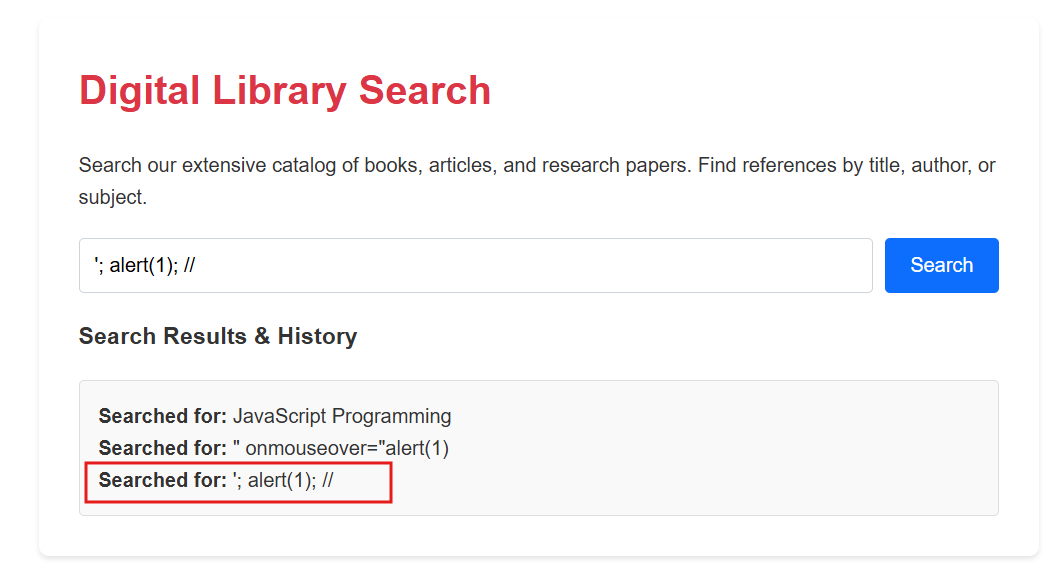 Digital Library Search
Search our extensive catalog of books, articles, and research papers. Find references by title, author, or
subject.
'; alert(1); //
Search
Search Results & History
Searched for: JavaScript Programming
Searched for: " onmouseover="alert(1)
Searched for: '; alert(1); //